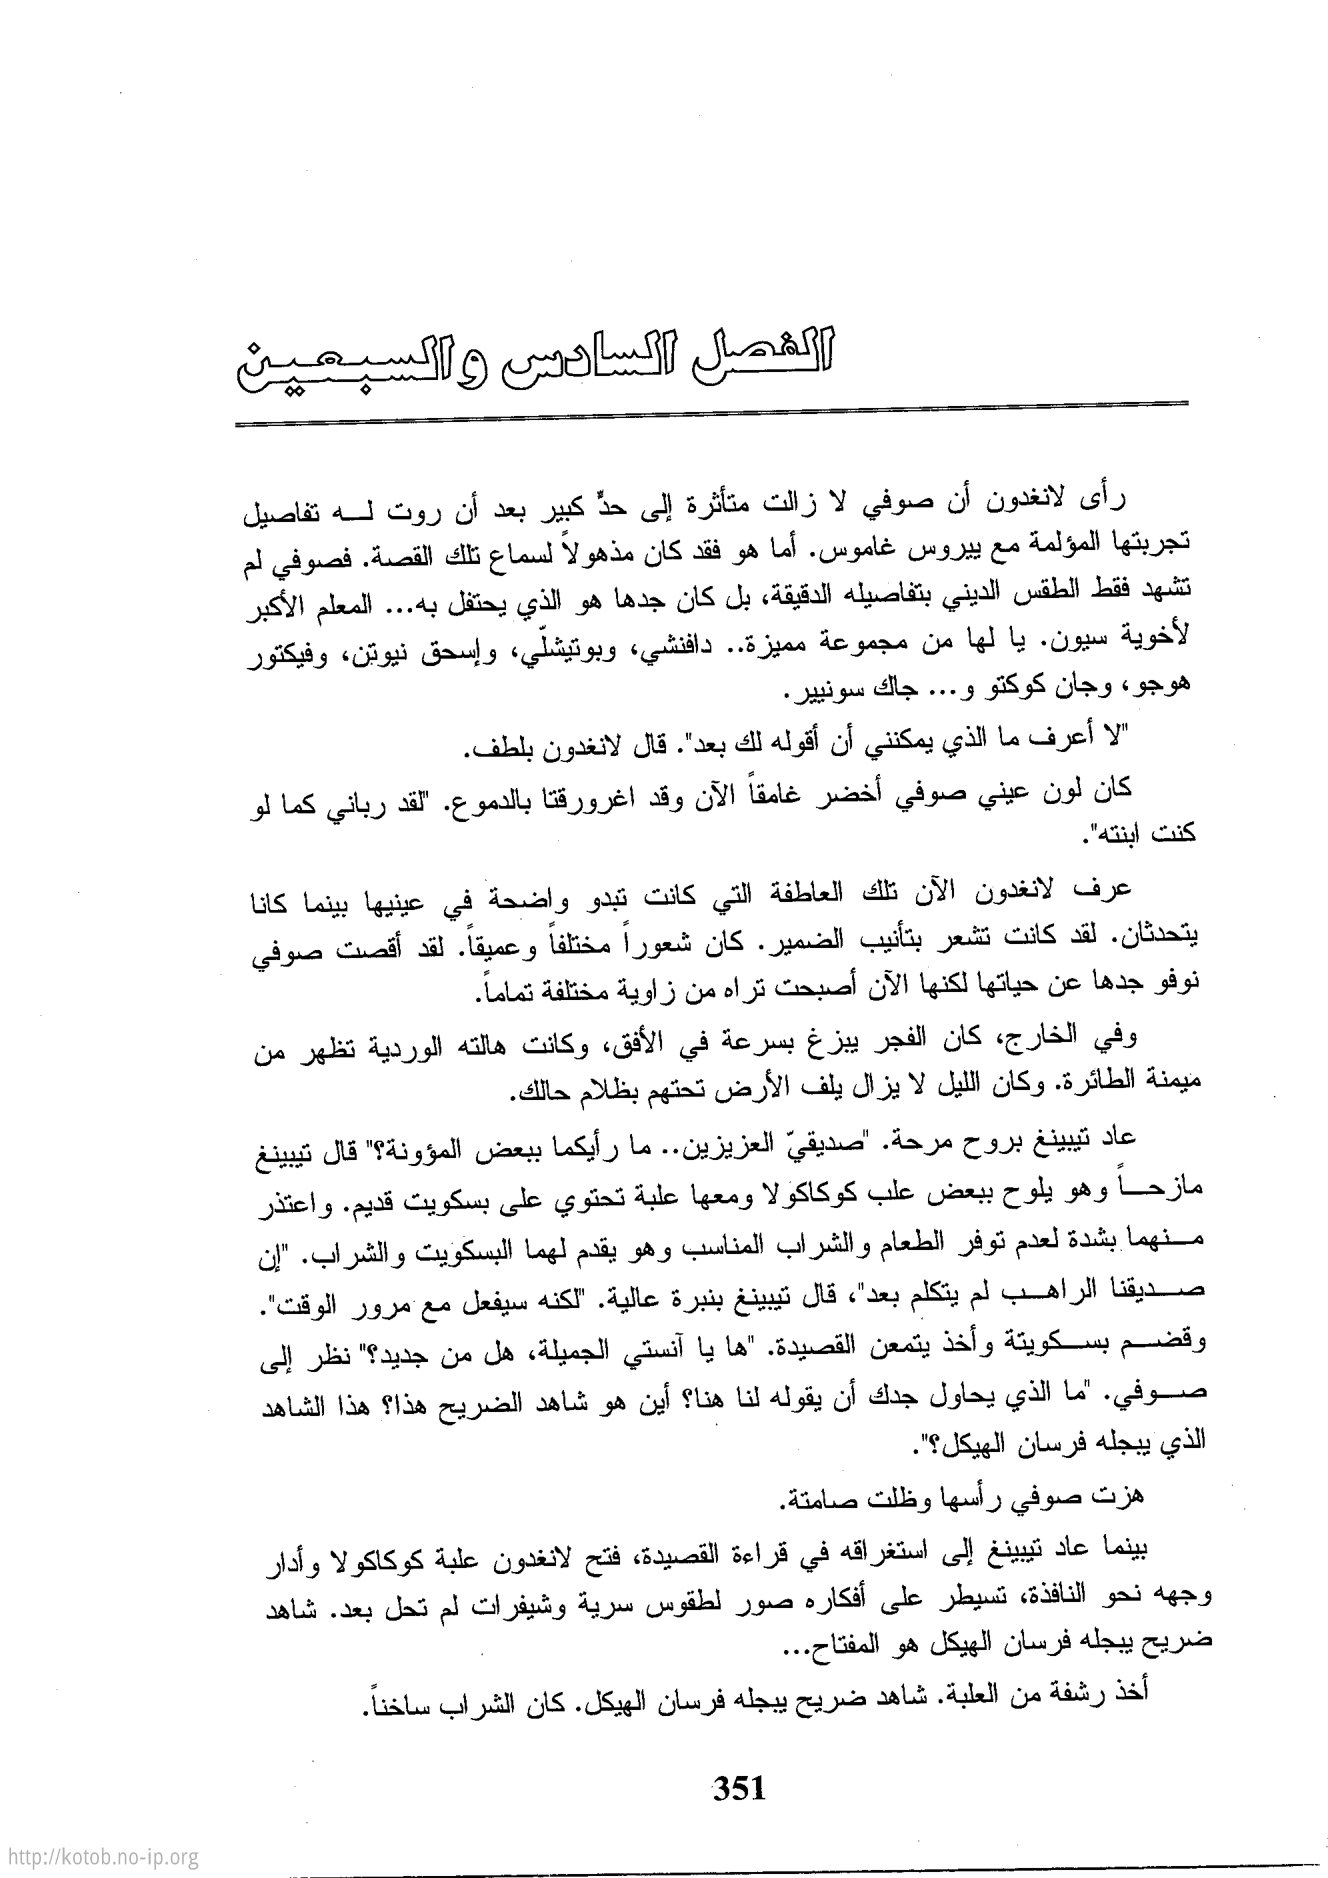 الفصل السادس والسبعين
رأى لانغدون أن صوفي لا زالت متأثرة إلى حدٍّ كبير بعد أن روت لـه تفاصيل
تجربتها المؤلمة مع بيروس غاموس. أما هو فقد كان مذهولاً لسماع تلك القصة. فصوفي لم
تشهد فقط الطقس الديني بتفاصيله الدقيقة، بل كان جدها هو الذي يحتفل به... المعلم الأكبر
لأخوية سيون. يا لها من مجموعة مميزة.. دافنشي، وبوتيشلّي، وإسحق نيوتن، وفيكتور
هوجو، وجان كوكتو و... جاك سونيير.
"لا أعرف ما الذي يمكنني أن أقوله لك بعد". قال لانغدون بلطف.
كان لون عيني صوفي أخضر غامقاً الآن وقد اغرورقتا بالدموع. "لقد رباني كما لو
كنت ابنته".
عرف لانغدون الآن تلك العاطفة التي كانت تبدو واضحة في عينيها بينما كانا
يتحدثان. لقد كانت تشعر بتأنيب الضمير. كان شعوراً مختلفاً وعميقاً. لقد أقصت صوفي
نوفو جدها عن حياتها لكنها الآن أصبحت تراه من زاوية مختلفة تماماً.
وفي الخارج، كان الفجر يبزغ بسرعة في الأفق، وكانت هالته الوردية تظهر من
ميمنة الطائرة. وكان الليل لا يزال يلف الأرض تحتهم بظلام حالك.
عاد تيبينغ بروح مرحة. "صديقيّ العزيزين.. ما رأيكما ببعض المؤونة؟" قال تيبينغ
مازحـاً وهو يلوح ببعض علب كوكاكولا ومعها علبة تحتوي على بسكويت قديم. واعتذر
مـنهما بشدة لعدم توفر الطعام والشراب المناسب وهو يقدم لهما البسكويت والشراب. "إن
صـديقنا الراهـب لم يتكلم بعد"، قال تيبينغ بنبرة عالية. "لكنه سيفعل مع مرور الوقت".
وقضـم بسـكويتة وأخذ يتمعن القصيدة. "ها يا آنستي الجميلة، هل من جديد؟" نظر إلى
صـوفي. "ما الذي يحاول جدك أن يقوله لنا هنا؟ أين هو شاهد الضريح هذا؟ هذا الشاهد
الذي يبجله فرسان الهيكل؟".
هزت صوفي رأسها وظلت صامتة.
بينما عاد تيبينغ إلى استغراقه في قراءة القصيدة، فتح لانغدون علبة كوكاكولا وأدار
وجهه نحو النافذة، تسيطر على أفكاره صور لطقوس سرية وشيفرات لم تحل بعد. شاهد
ضريح يبجله فرسان الهيكل هو المفتاح...
أخذ رشفة من العلبة. شاهد ضريح يبجله فرسان الهيكل. كان الشراب ساخناً.
351
http://kotob.no-ip.org